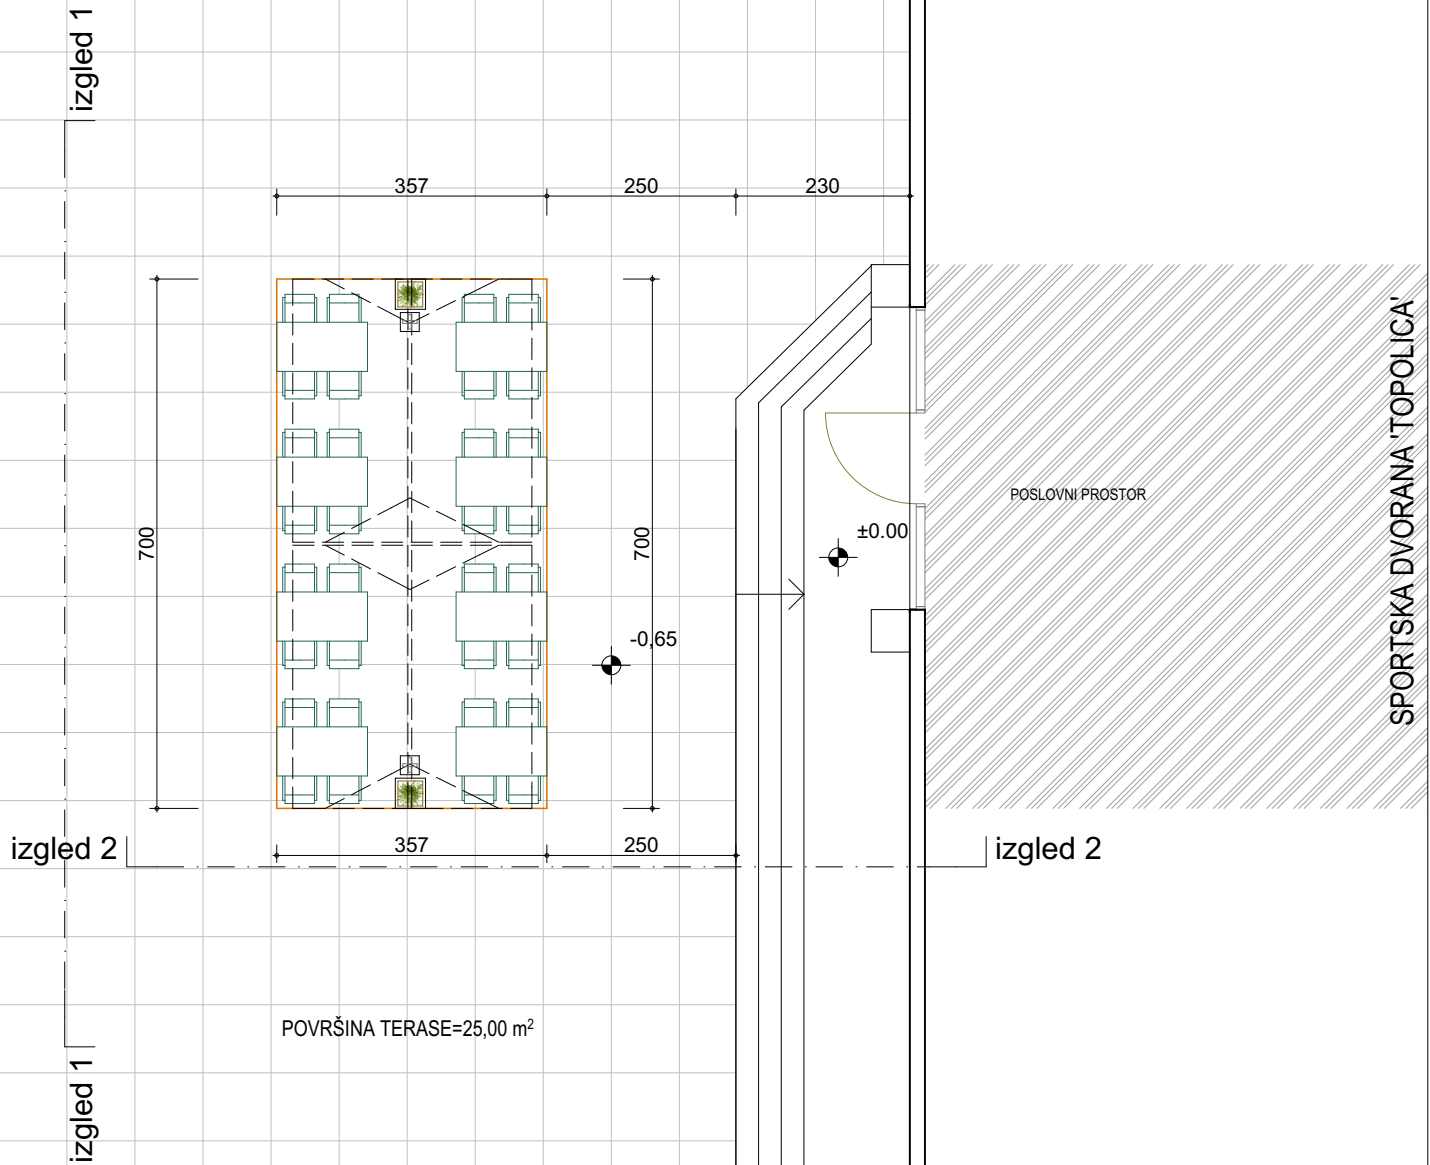 izgled 1
357
250
230
700
700
SPORTSKA DVORANA 'TOPOLICA'
POSLOVNI PROSTOR
±0.00
-0,65
izgled 2
357
250
izgled 2
POVRŠINA TERASE=25,00 m²
izgled 1